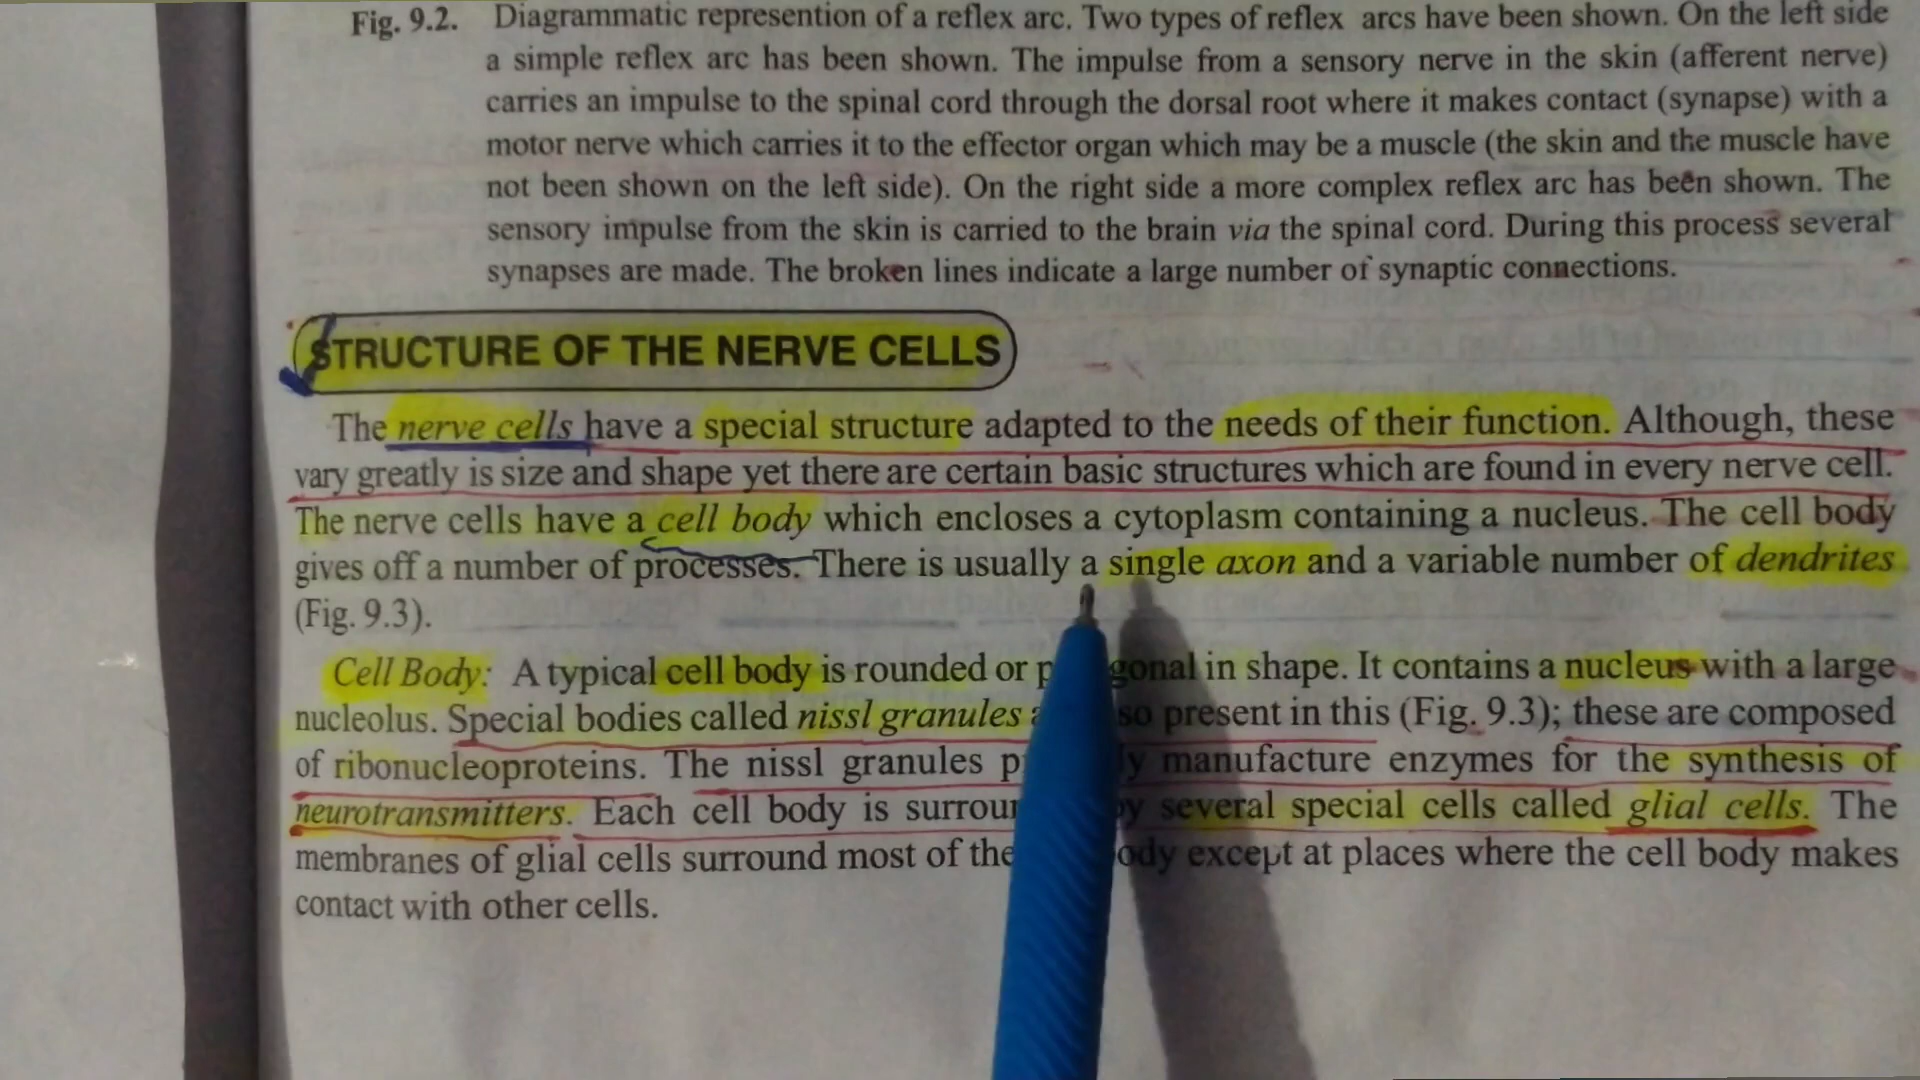 Fig. 9.2. Diagrammatic represention of a reflex arc. Two types of reflex arcs have been shown. On the left side
a simple reflex arc has been shown. The impulse from a sensory nerve in the skin (afferent nerve)
carries an impulse to the spinal cord through the dorsal root where it makes contact (synapse) with a
motor nerve which carries it to the effector organ which may be a muscle (the skin and the muscle have
not been shown on the left side). On the right side a more complex reflex arc has been shown. The
sensory impulse from the skin is carried to the brain via the spinal cord. During this process several
synapses are made. The broken lines indicate a large number of synaptic connections.
STRUCTURE OF THE NERVE CELLS
The nerve cells have a special structure adapted to the needs of their function. Although, these
vary greatly is size and shape yet there are certain basic structures which are found in every nerve cell.
The nerve cells have a cell body which encloses a cytoplasm containing a nucleus. The cell body
gives off a number of processes. There is usually a single axon and a variable number of dendrites
(Fig. 9.3).
Cell Body: A typical cell body is rounded or in shape. It contains a nucleus with a large
nucleolus. Special bodies called nissl granules present in this (Fig. 9.3); these are composed
of ribonucleoproteins. The nissl granules manufacture enzymes for the synthesis of
neurotransmitters. Each cell body is several special cells called glial cells. The
membranes of glial cells surround most of the except at places where the cell body makes
contact with other cells.